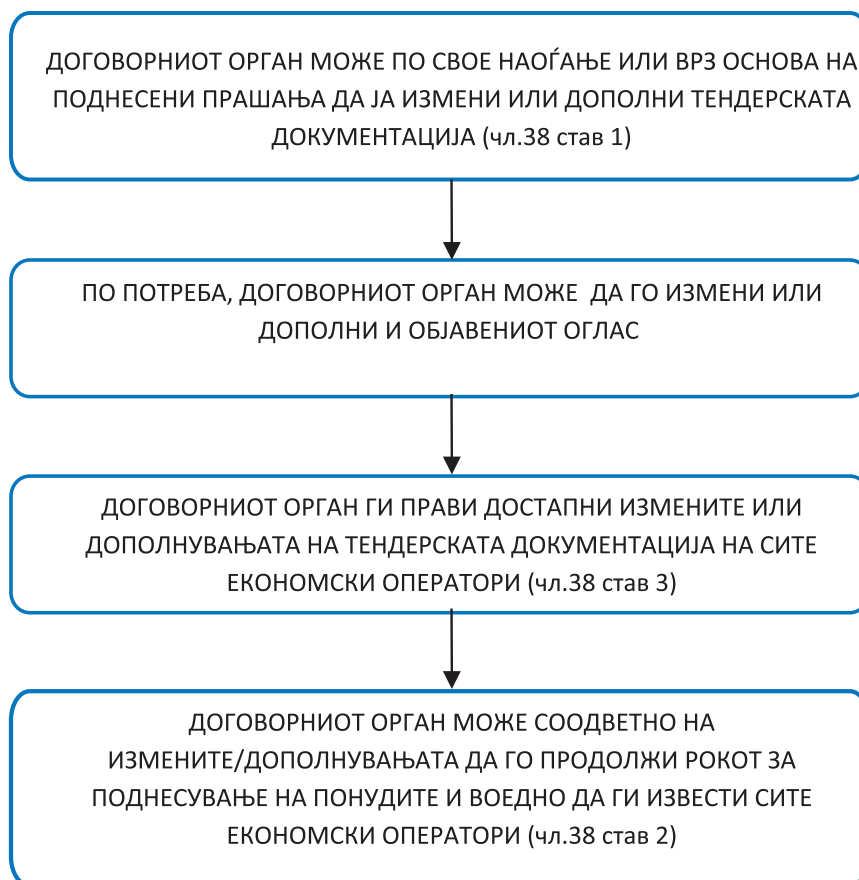 ДОГОВОРНИОТ ОРГАН МОЖЕ ПО СВОЕ НАОЃАЊЕ ИЛИ ВРЗ ОСНОВА НА
ПОДНЕСЕНИ ПРАШАЊА ДА ЈА ИЗМЕНИ ИЛИ ДОПОЛНИ ТЕНДЕРСКАТА
ДОКУМЕНТАЦИЈА (чл.38 став 1)
ПО ПОТРЕБА, ДОГОВОРНИОТ ОРГАН МОЖЕ ДА ГО ИЗМЕНИ ИЛИ
ДОПОЛНИ И ОБЈАВЕНИОТ ОГЛАС
ДОГОВОРНИОТ ОРГАН ГИ ПРАВИ ДОСТАПНИ ИЗМЕНИТЕ ИЛИ
ДОПОЛНУВАЊАТА НА ТЕНДЕРСКАТА ДОКУМЕНТАЦИЈА НА СИТЕ
ЕКОНОМСКИ ОПЕРАТОРИ (чл.38 став 3)
ДОГОВОРНИОТ ОРГАН МОЖЕ СООДВЕТНО НА
ИЗМЕНИТЕ/ДОПОЛНУВАЊАТА ДА ГО ПРОДОЛЖИ РОКОТ ЗА
ПОДНЕСУВАЊЕ НА ПОНУДИТЕ И ВОЕДНО ДА ГИ ИЗВЕСТИ СИТЕ
ЕКОНОМСКИ ОПЕРАТОРИ (чл.38 став 2)